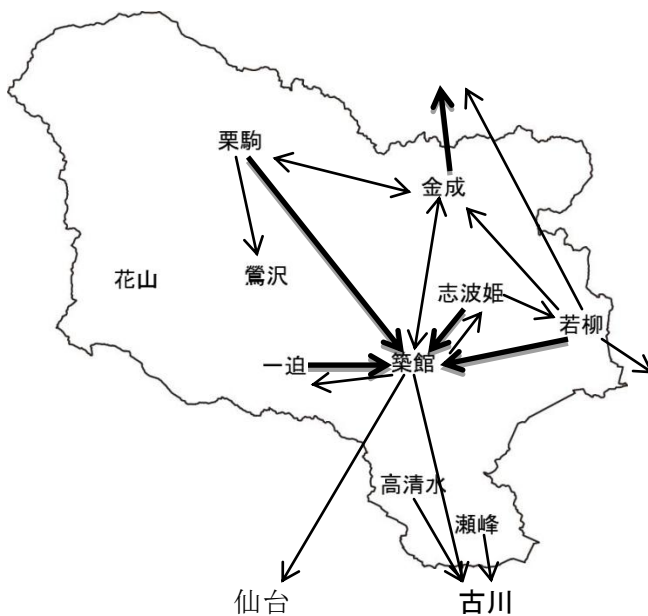 栗駒
金成
花山
鶯沢
志波姫
若柳
一迫
築館
高清水
瀬峰
仙台
古川